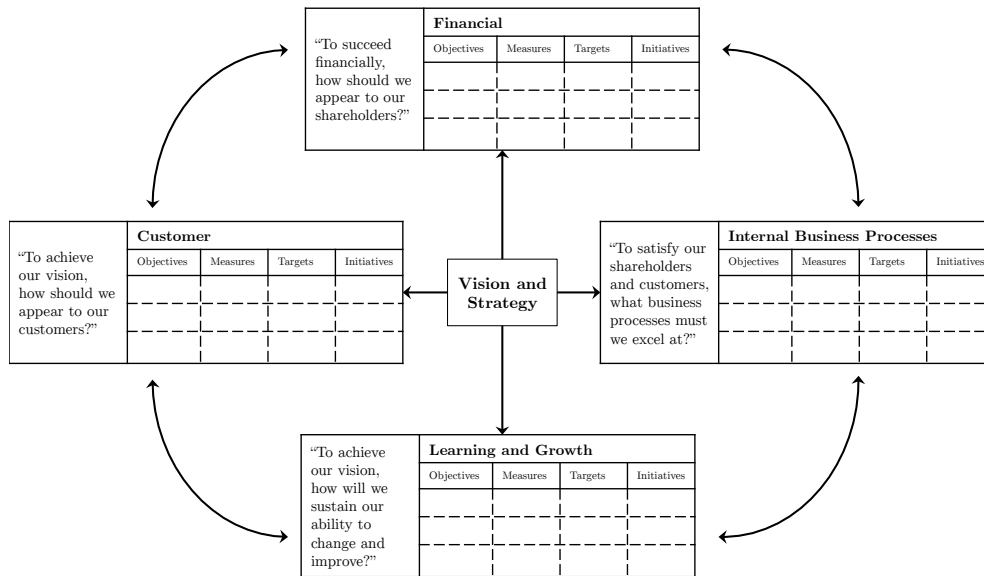 Financial
“To succeed
financially,
how should we
appear to our
shareholders?”
Objectives Measures Targets Initiatives
Customer
“To achieve
our vision,
how should we
appear to our
customers?”
Objectives Measures Targets Initiatives
Vision and
Strategy
Internal Business Processes
“To satisfy our
shareholders
and customers,
what business
processes must
we excel at?”
Objectives Measures Targets Initiatives
Learning and Growth
“To achieve
our vision,
how will we
sustain our
ability to
change and
improve?”
Objectives Measures Targets Initiatives